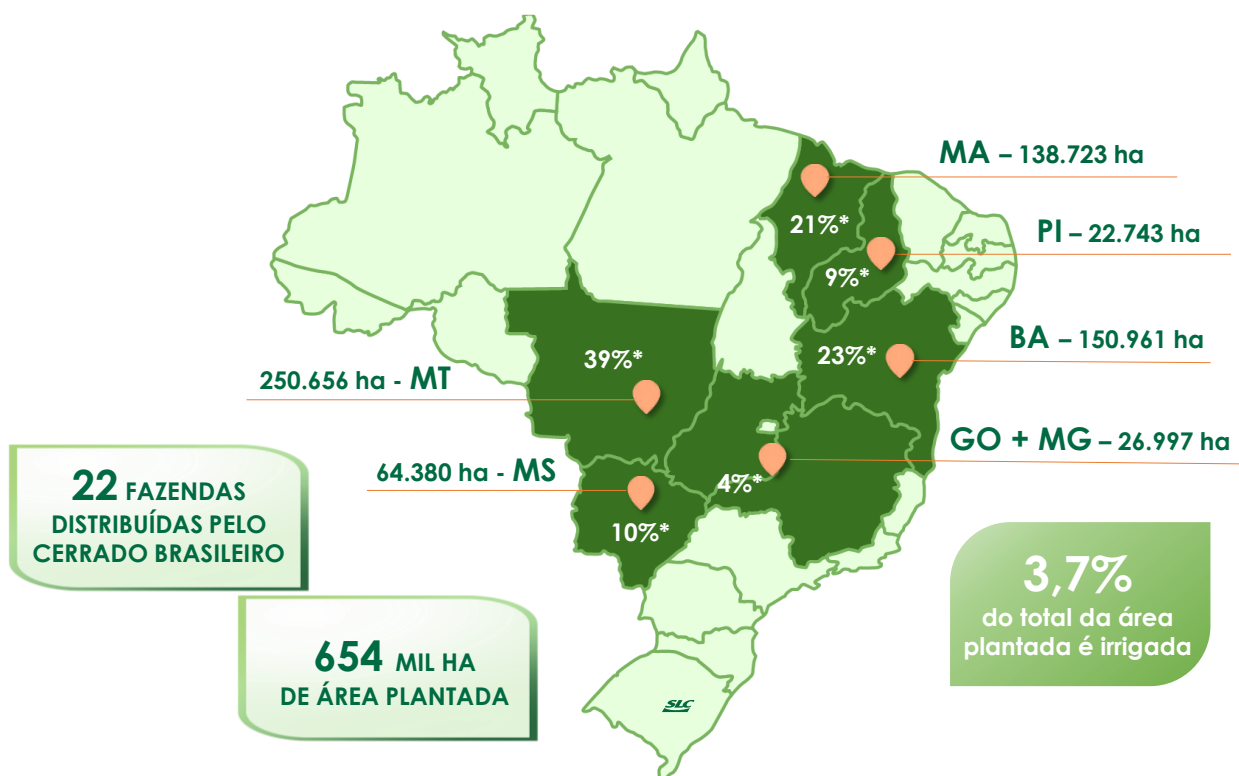 MA – 138.723 ha
21%*
PI – 22.743 ha
9%*
BA – 150.961 ha
23%*
39%*
250.656 ha - MT
GO + MG – 26.997 ha
4%*
64.380 ha - MS
10%*
22 FAZENDAS
DISTRIBUÍDAS PELO
CERRADO BRASILEIRO
3,7%
do total da área
plantada é irrigada
654 MIL HA
DE ÁREA PLANTADA
SLC